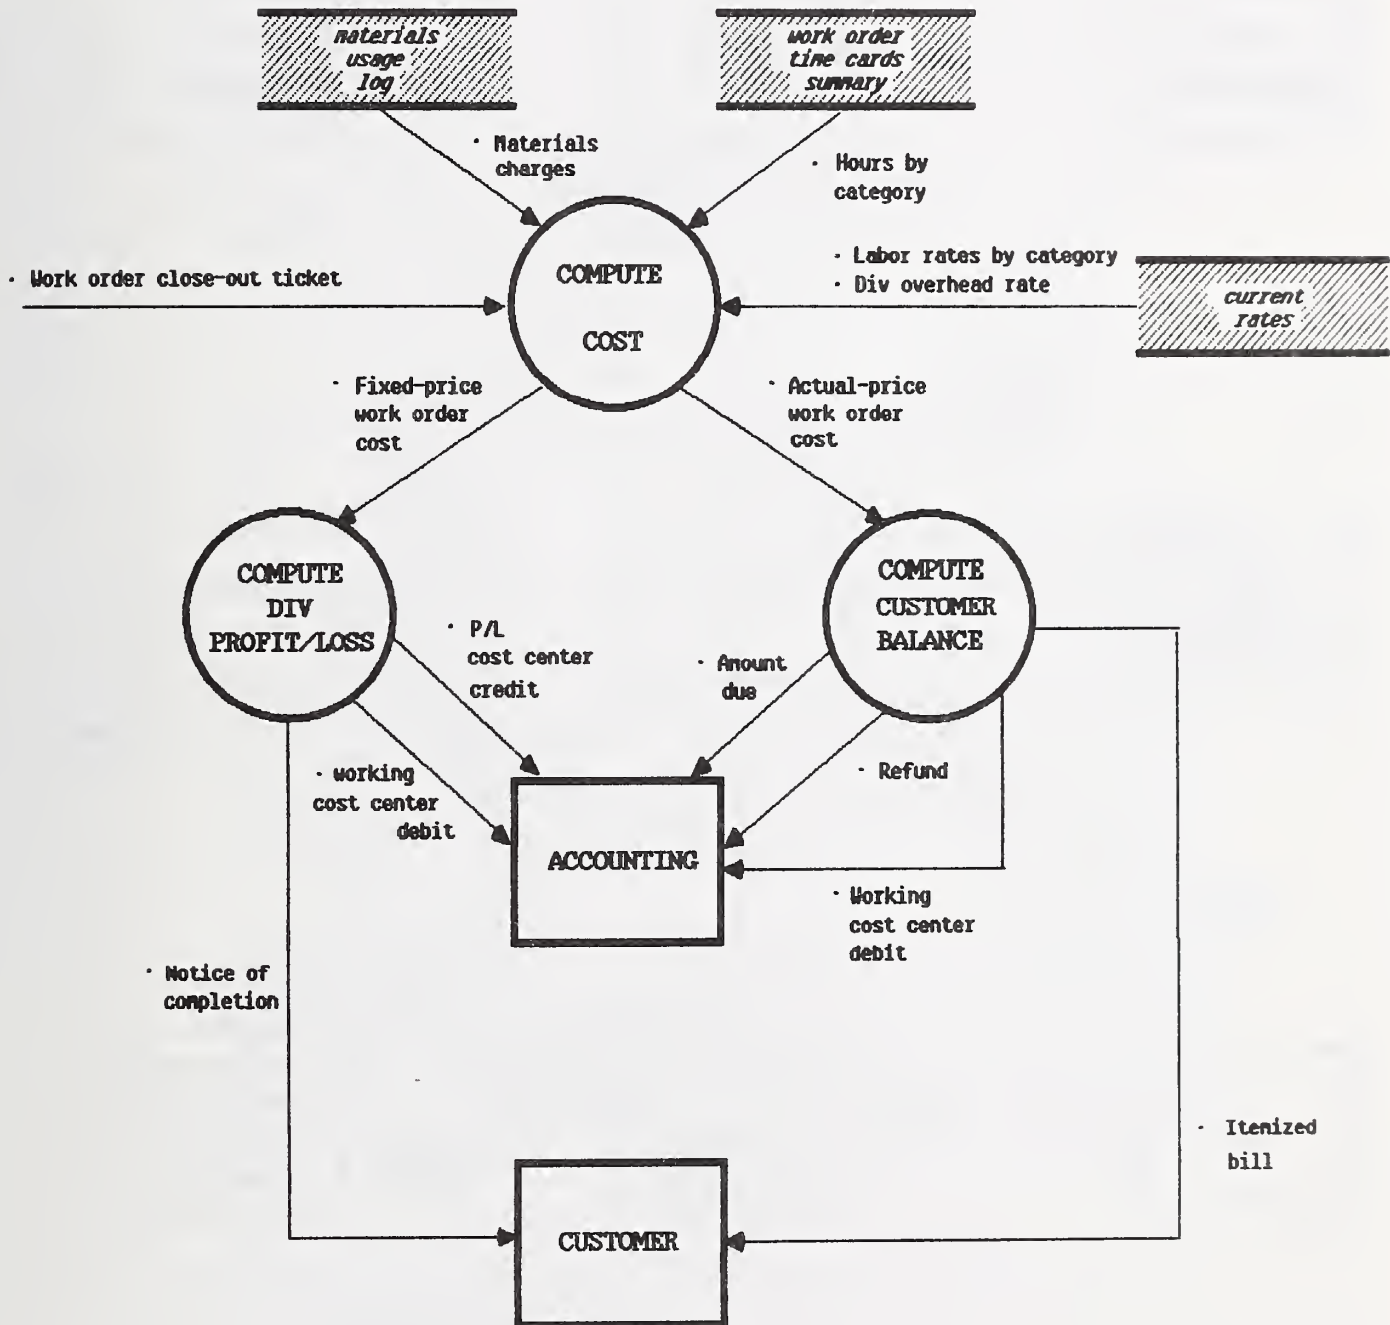 materials
usage
log
work order
time cards
summary
· Materials
charges
· Hours by
category
· Work order close-out ticket
COMPUTE
COST
· Labor rates by category
· Div overhead rate
current
rates
· Fixed-price
work order
cost
· Actual-price
work order
cost
COMPUTE
DIV
PROFIT/LOSS
COMPUTE
CUSTOMER
BALANCE
· P/L
cost center
credit
· Amount
due
· working
cost center
debit
· Refund
ACCOUNTING
· Working
cost center
debit
· Notice of
completion
· Itemized
bill
CUSTOMER